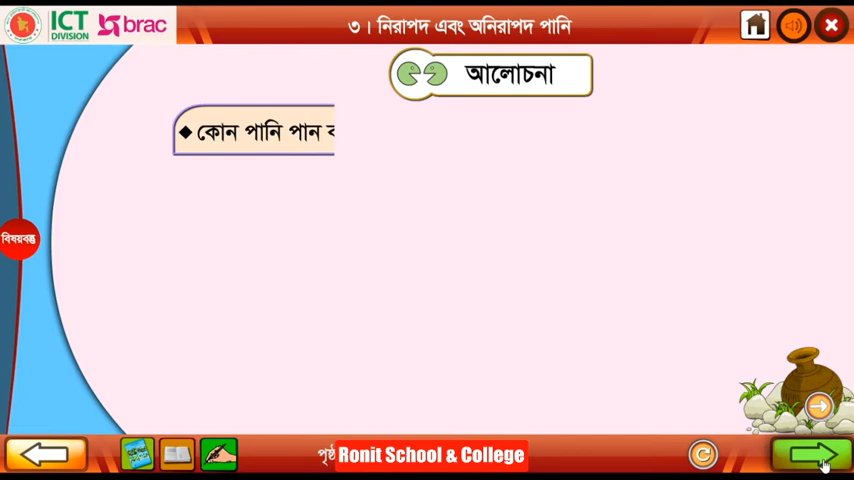 ICT
DIVISION
brac
৩। নিরাপদ এবং অনিরাপদ পানি
আলোচনা
◆ কোন পানি পান
বিষয়বস্তু
Ronit School & College